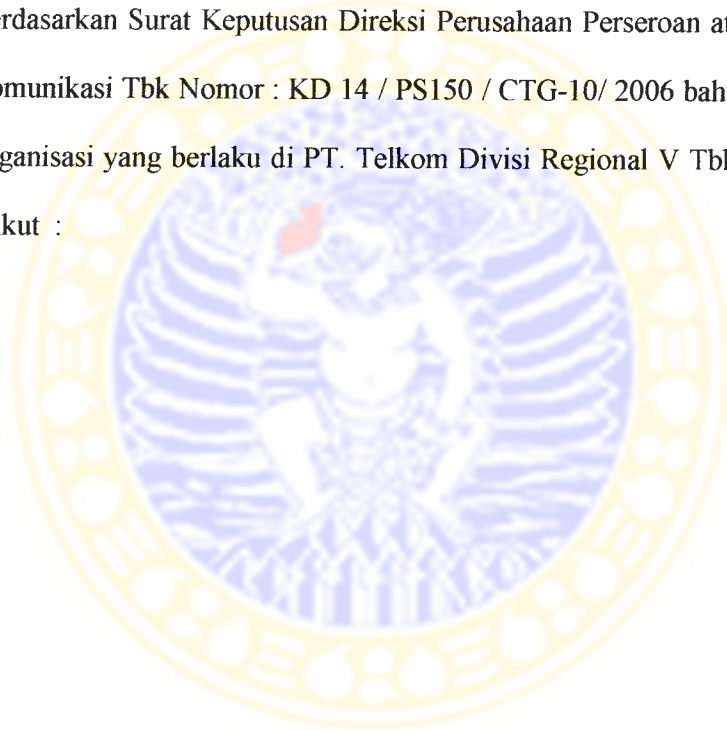 erdasarkan Surat Keputusan Direksi Perusahaan Perseroan at
omunikasi Tbk Nomor : KD 14 / PS150 / CTG-10/ 2006 bah
ganisasi yang berlaku di PT. Telkom Divisi Regional V Tbl
kut :